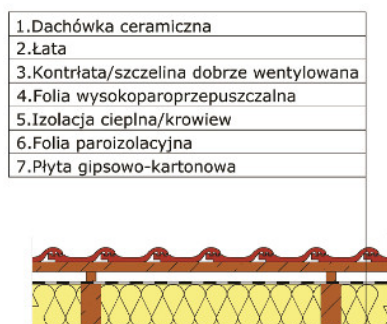 1.Dachówka ceramiczna
2.Łata
3.Kontrłata/szczelina dobrze wentylowana
4.Folia wysokoparoprzepuszczalna
5.Izolacja cieplna/krowiew
6.Folia paroizolacyjna
7.Płyta gipsowo-kartonowa